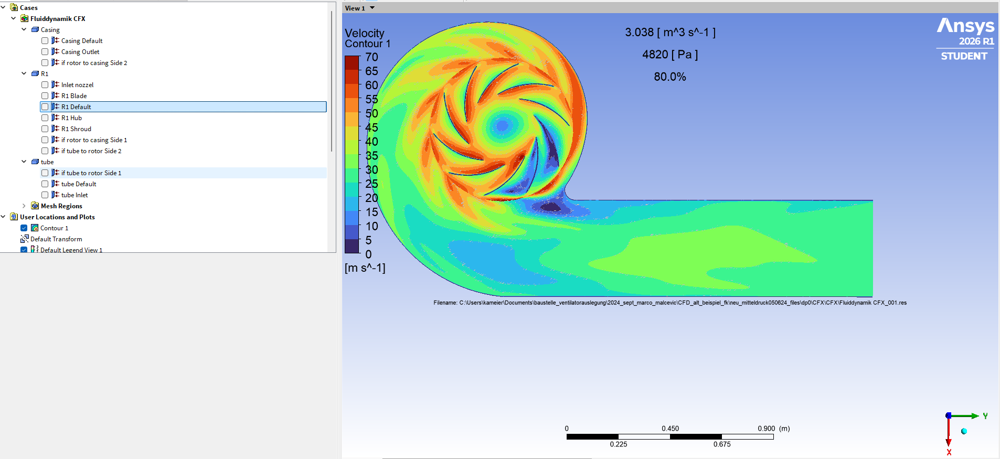 Cases
Fluiddynamik CFX
Casing
Casing Default
Casing Outlet
if rotor to casing Side 2
R1
Inlet nozzel
R1 Blade
R1 Default
R1 Hub
R1 Shroud
if rotor to casing Side 1
if tube to rotor Side 2
tube
if tube to rotor Side 1
tube Default
tube Inlet
Mesh Regions
User Locations and Plots
Contour 1
Default Transform
Default Legend View 1
View 1
Velocity
Contour 1
70
65
60
55
50
45
40
35
30
25
20
15
10
5
0
[m s^-1]
3.038 [ m^3 s^-1 ]
4820 [ Pa ]
80.0%
Ansys
2026 R1
STUDENT
Filename: C:\Users\kameier\Documents\baustelle_ventilatorauslegung\2024_sept_marco_malcevic\CFD_alt_beispiel_fk\neu_mitteldruck050624_files\dp0\CFX\CFX\Fluiddynamik CFX_001.res
0 0.450 0.900 (m)
0.225 0.675
Y
X